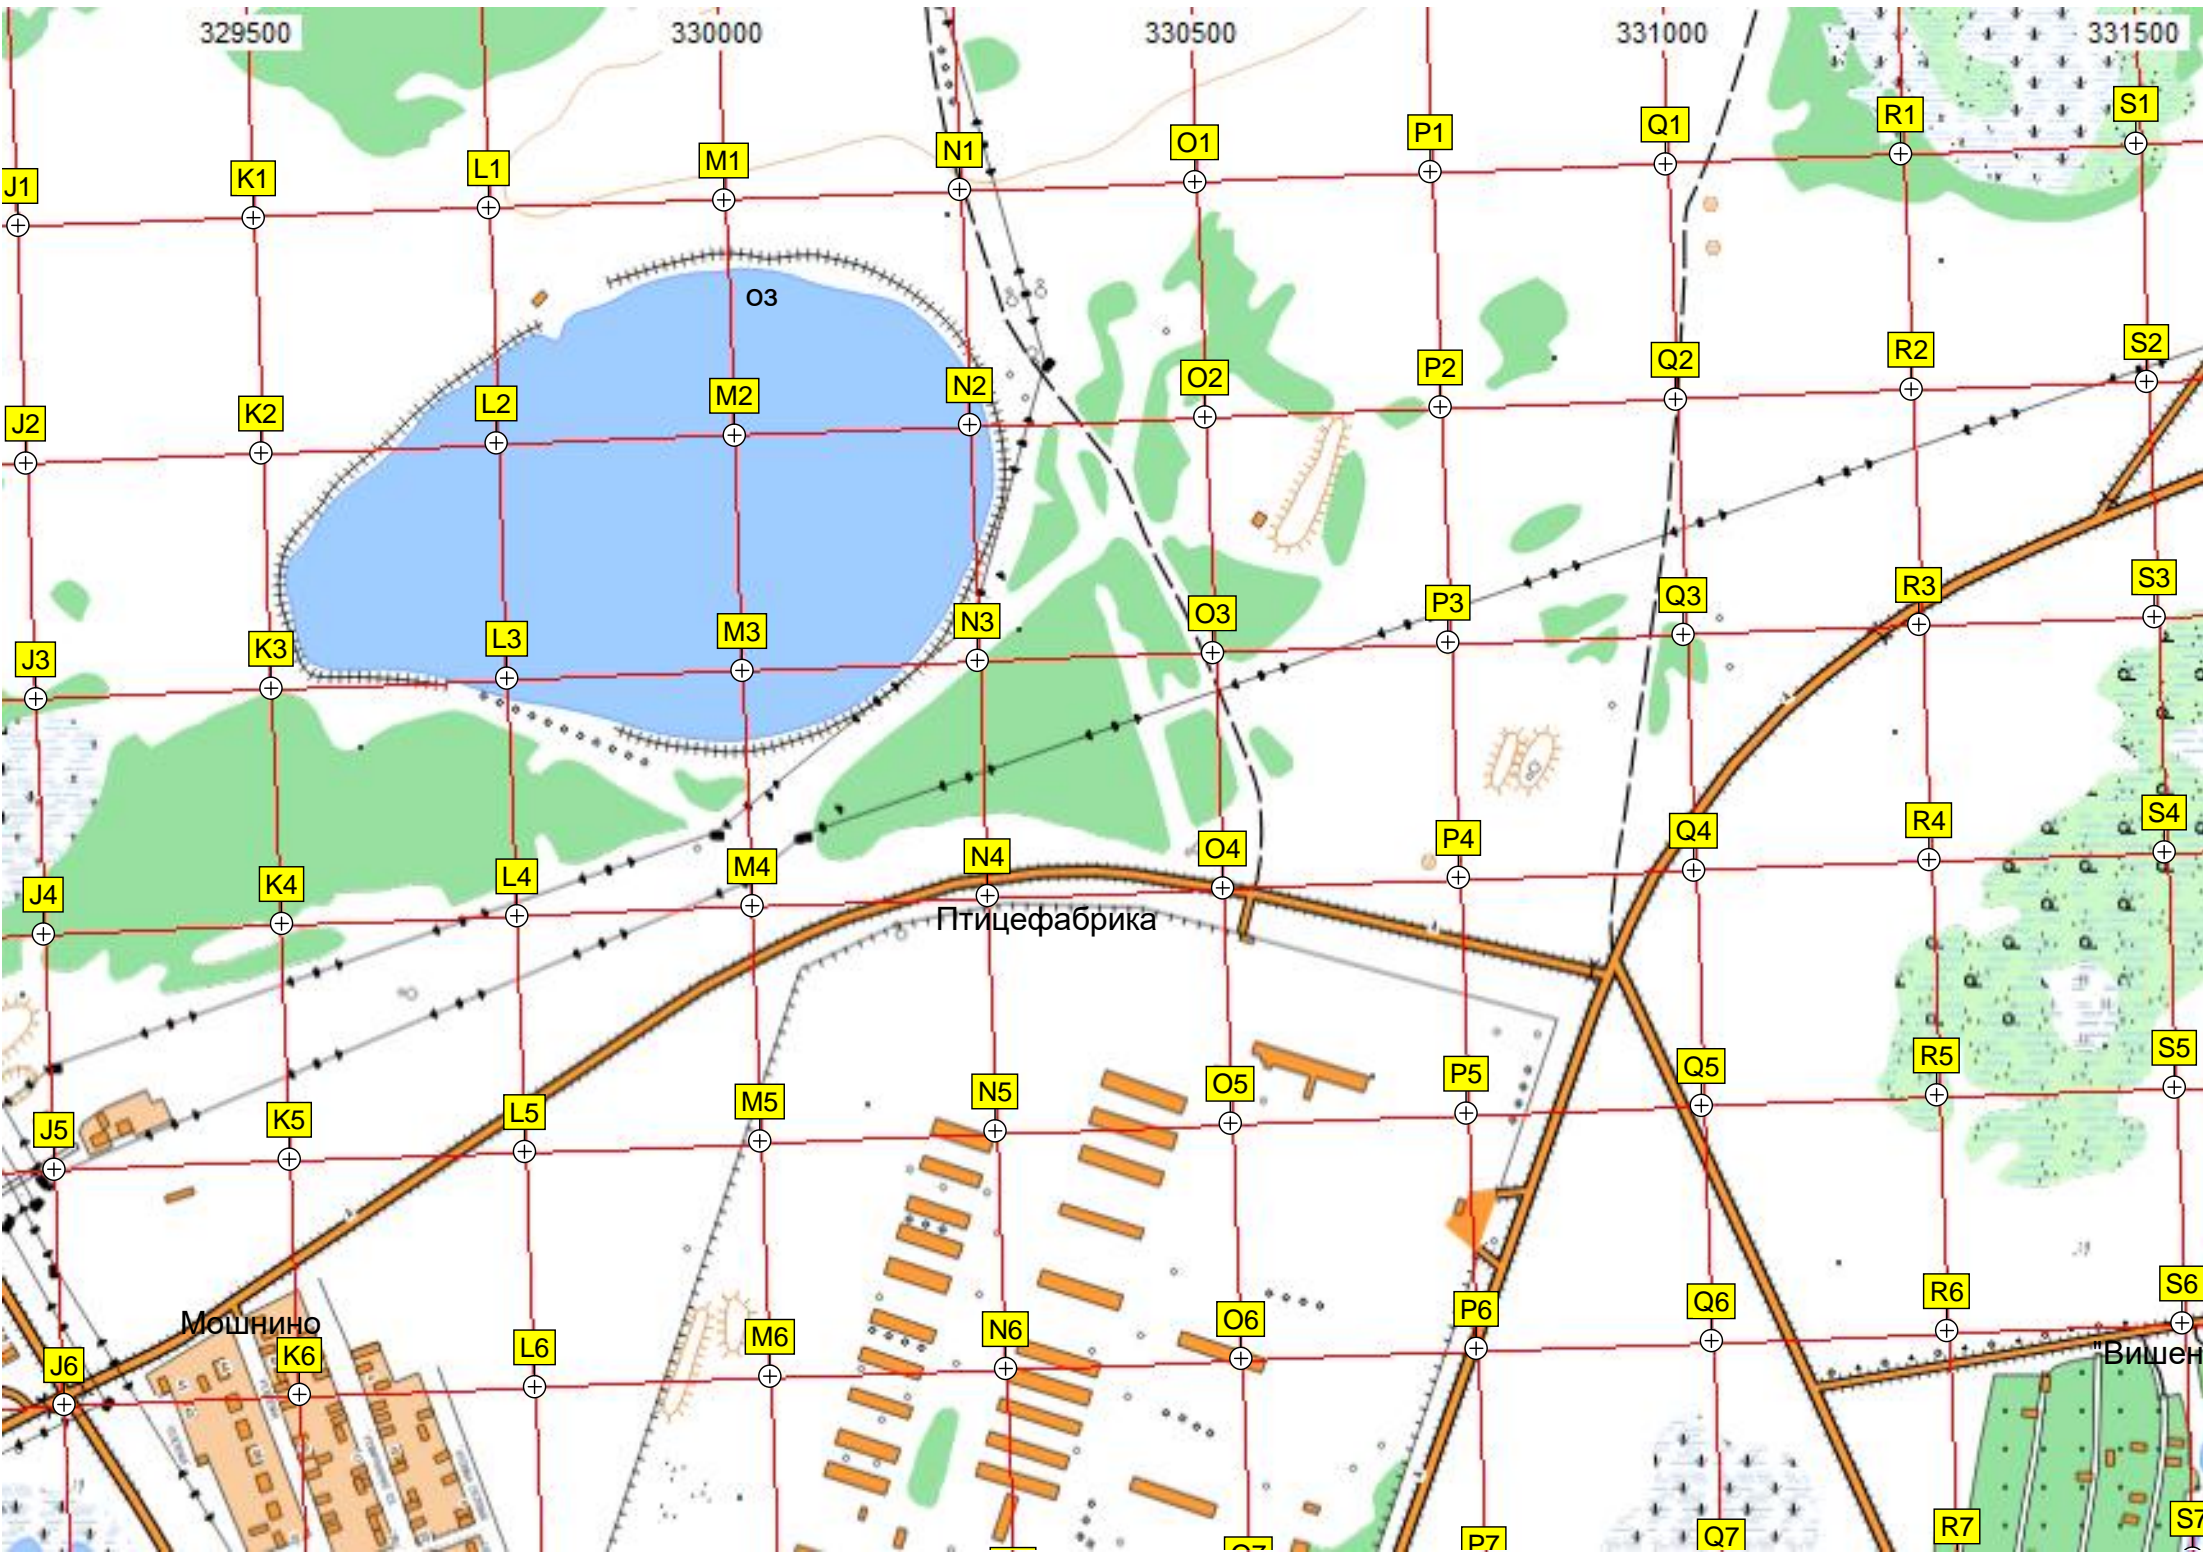 329500 330000 330500 331000 331500
J1 K1 L1 M1 N1 O1 P1 Q1 R1 S1
оз
J2 K2 L2 M2 N2 O2 P2 Q2 R2 S2
J3 K3 L3 M3 N3 O3 P3 Q3 R3 S3
J4 K4 L4 M4 N4 O4 P4 Q4 R4 S4
Птицефабрика
J5 K5 L5 M5 N5 O5 P5 Q5 R5 S5
Мошнино
J6 K6 L6 M6 N6 O6 P6 Q6 R6 S6
"Вишен
P7 Q7 R7 S7